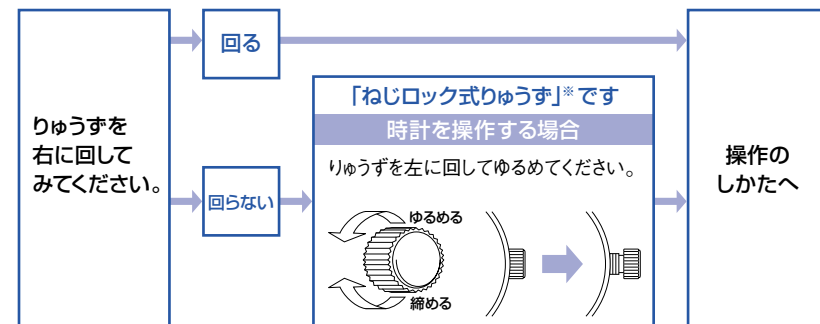 りゅうずを
右に回して
みてください。
回る
回らない
「ねじロック式りゅうず」※です
時計を操作する場合
りゅうずを左に回してゆるめてください。
ゆるめる
締める
操作の
しかたへ